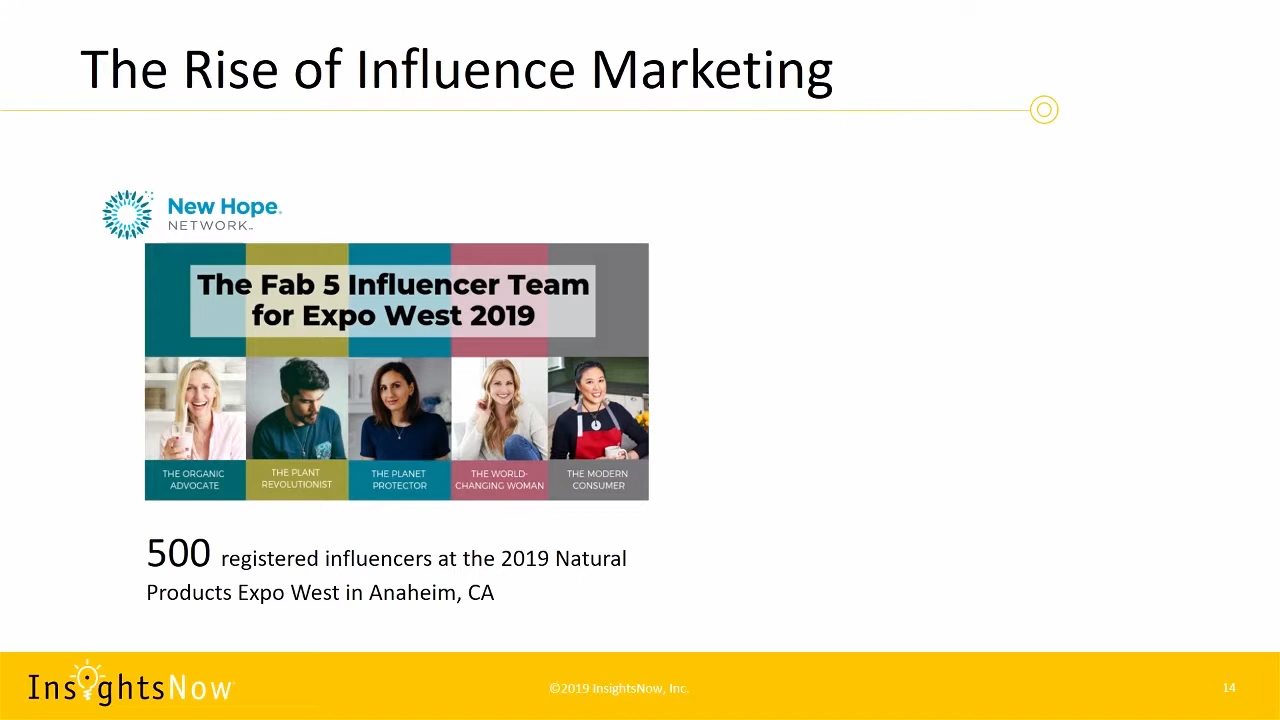 The Rise of Influence Marketing
New Hope
NETWORK™
The Fab 5 Influencer Team
for Expo West 2019
THE ORGANIC
ADVOCATE
THE PLANT
REVOLUTIONIST
THE PLANET
PROTECTOR
THE WORLD-
CHANGING WOMAN
THE MODERN
CONSUMER
500 registered influencers at the 2019 Natural
Products Expo West in Anaheim, CA
InsightsNow
©2019 InsightsNow, Inc.
14